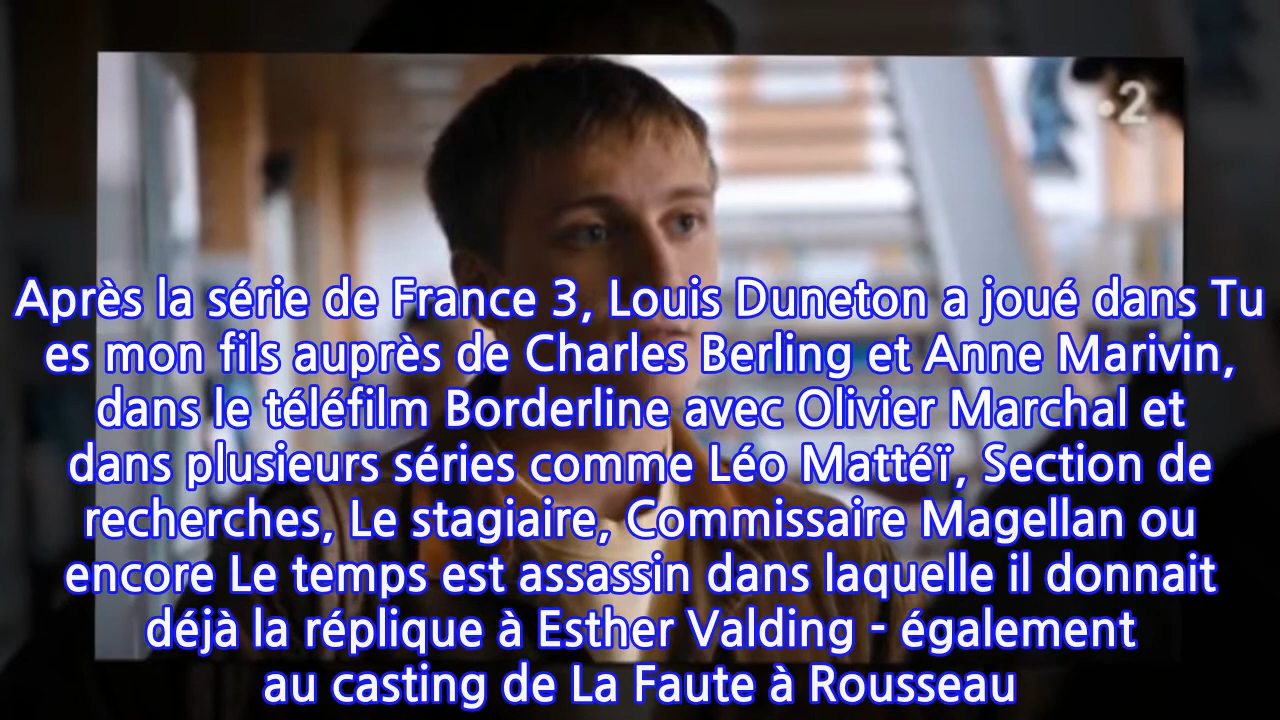 •2
Après la série de France 3, Louis Duneton a joué dans Tu
es mon fils auprès de Charles Berling et Anne Marivin,
dans le téléfilm Borderline avec Olivier Marchal et
dans plusieurs séries comme Léo Mattéï, Section de
recherches, Le stagiaire, Commissaire Magellan ou
encore Le temps est assassin dans laquelle il donnait
déjà la réplique à Esther Valding - également
au casting de La Faute à Rousseau